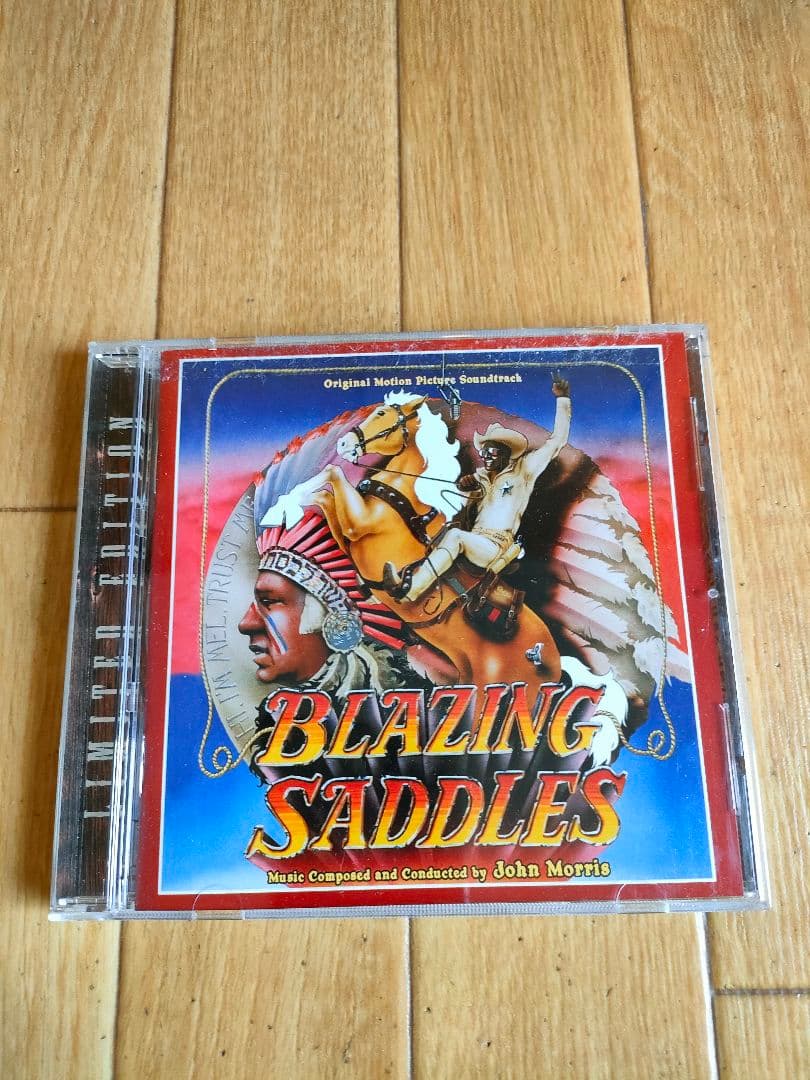 LIMITED EDITION
Original Motion Picture Soundtrack
HI, I'M MEL, TRUST ME
BLAZING
SADDLES
Music Composed and Conducted by John Morris